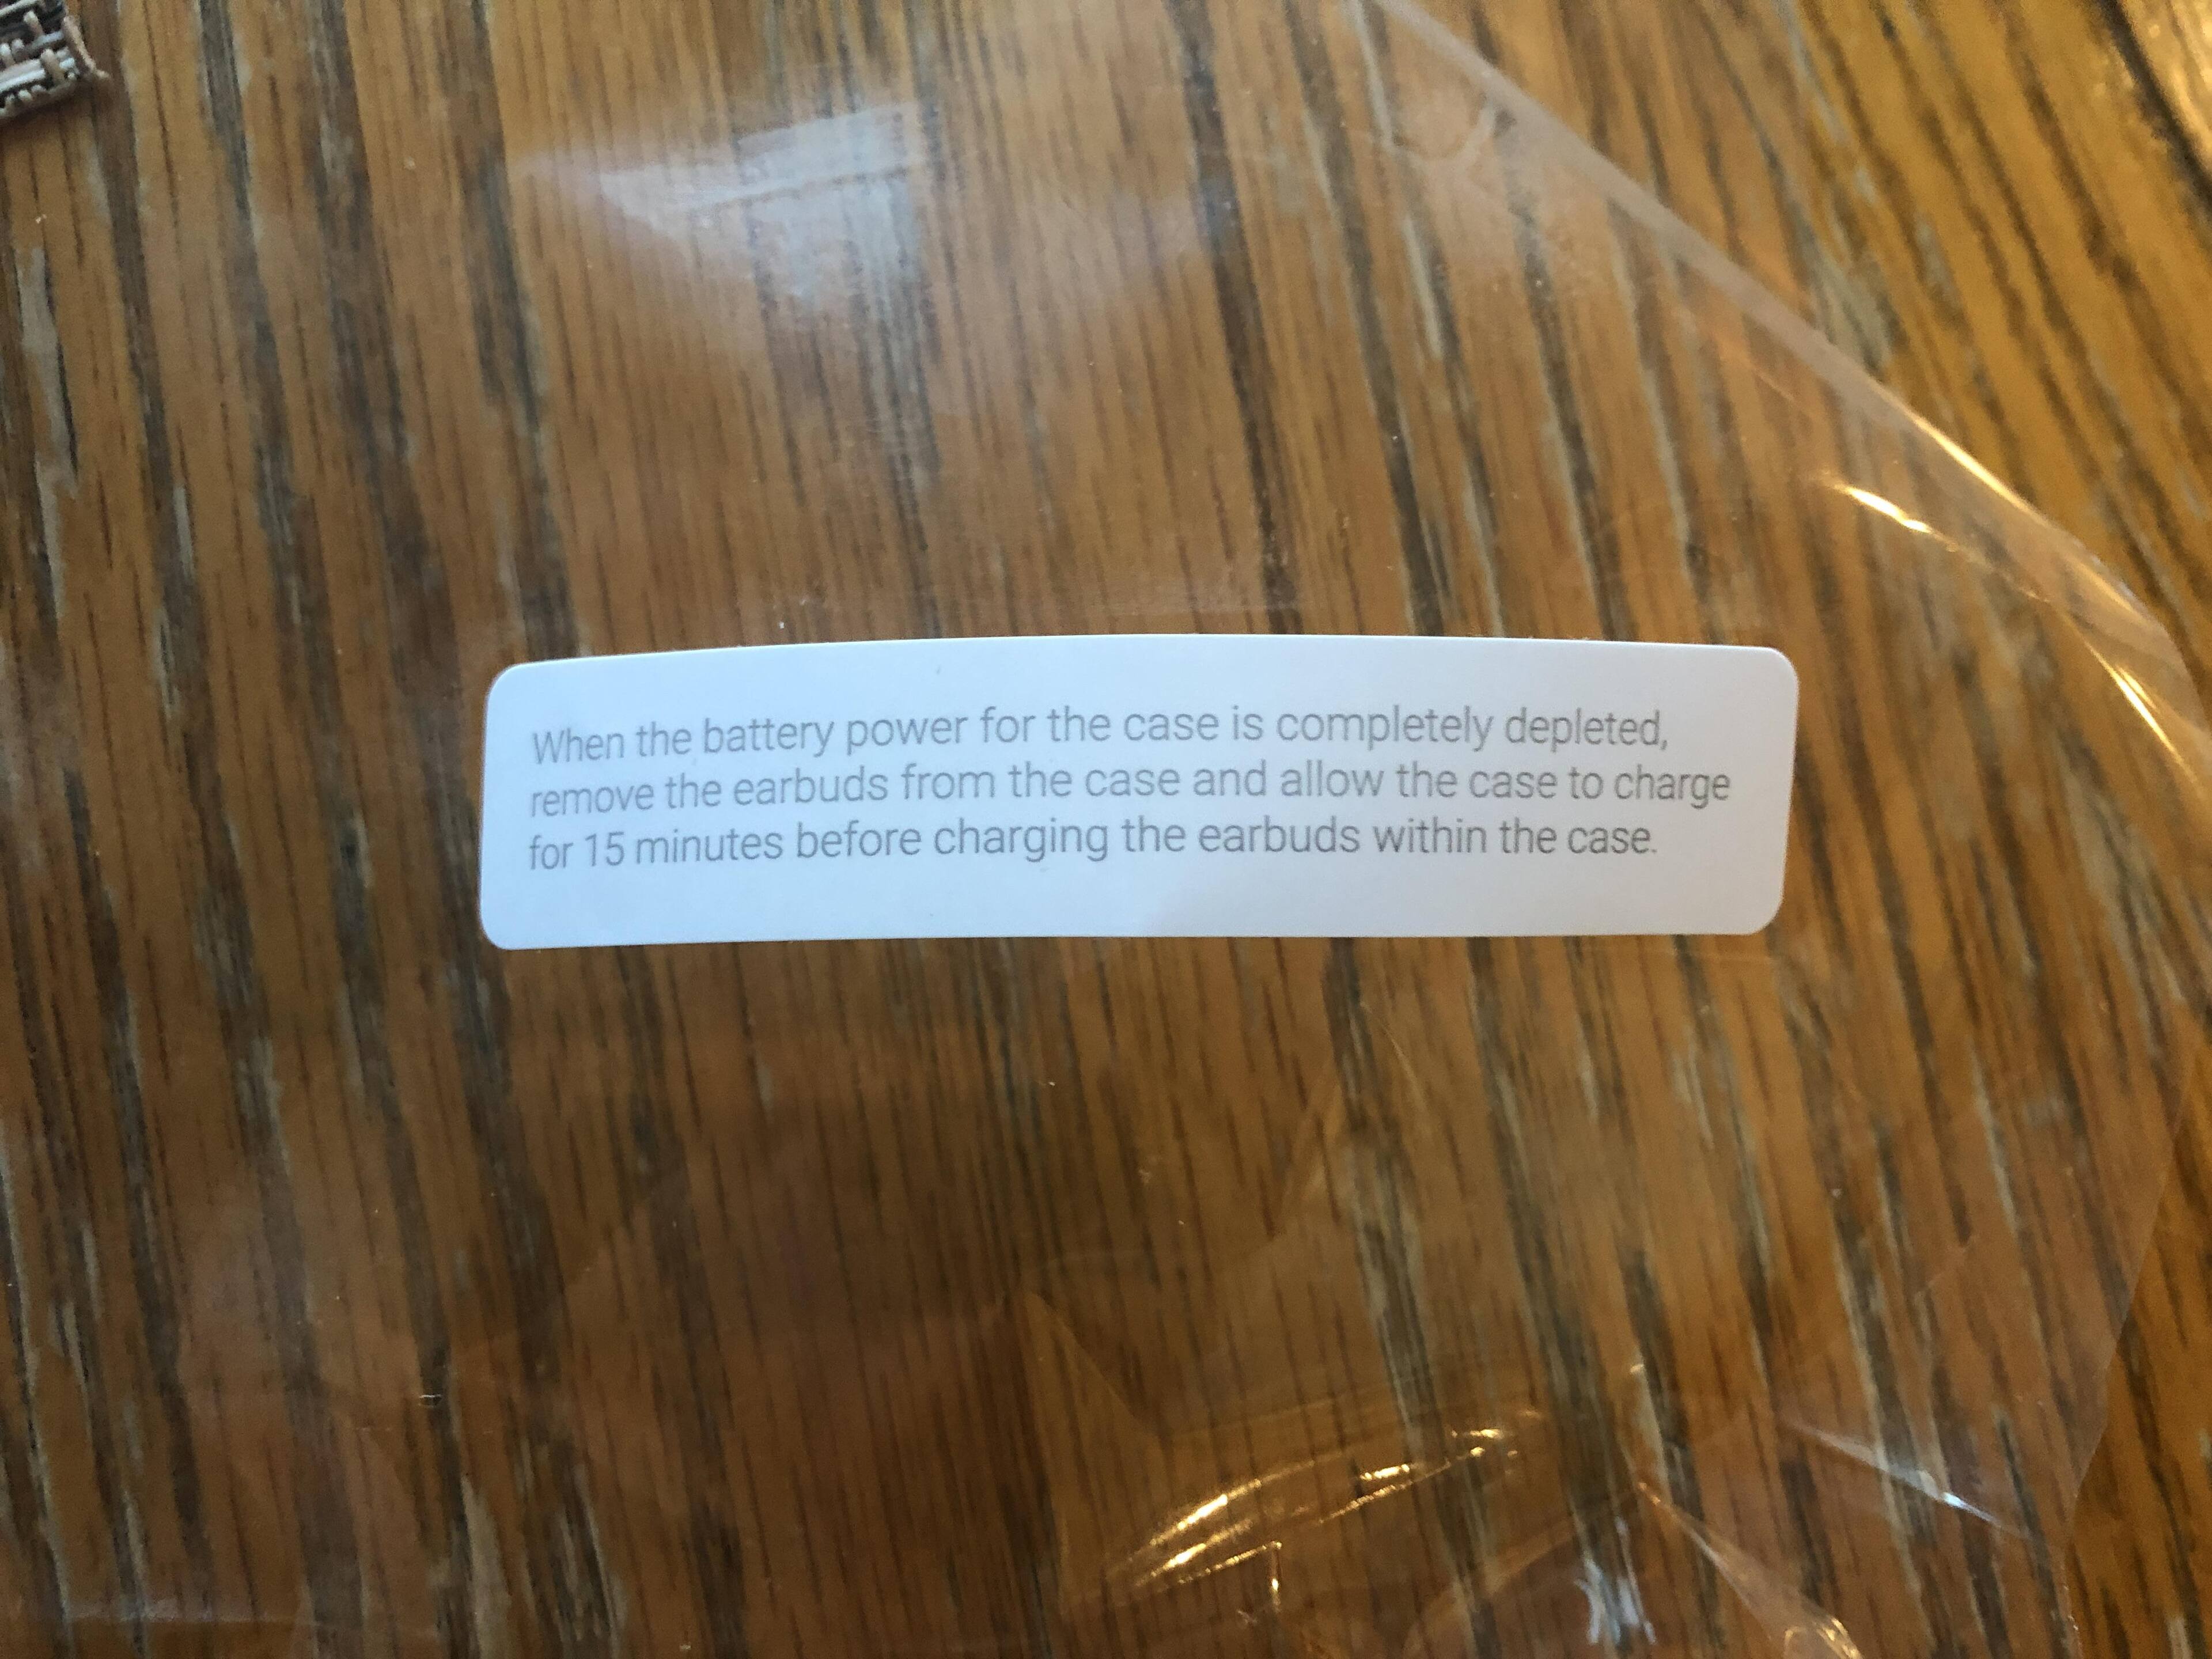 When the battery power for the case is completely depleted,
remove the earbuds from the case and allow the case to charge
for 15 minutes before charging the earbuds within the case.